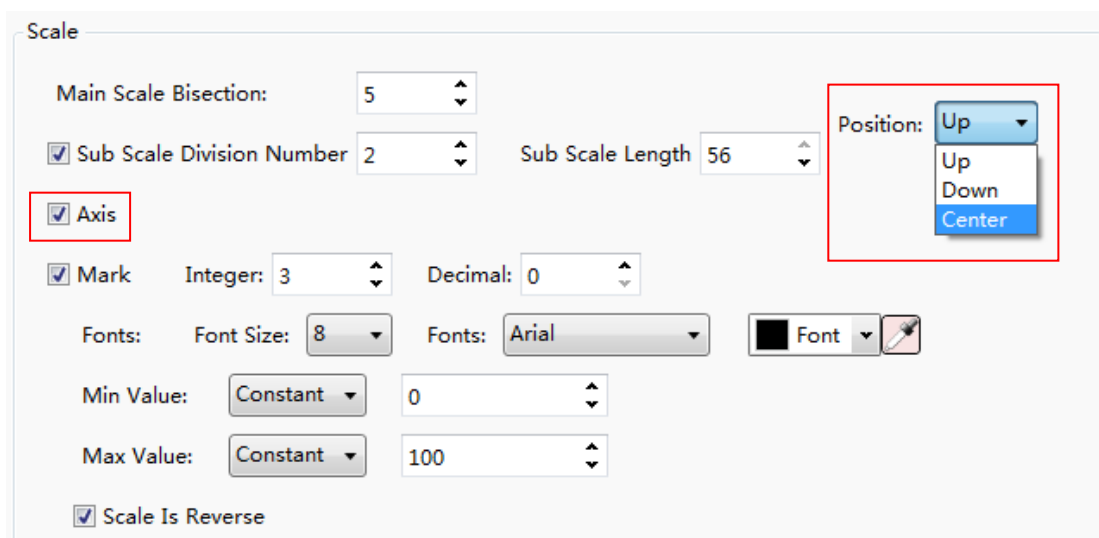 Scale
Main Scale Bisection: 5
Position: Up
Sub Scale Division Number 2 Sub Scale Length 56
Up
Down
Center
Axis
Mark Integer: 3 Decimal: 0
Fonts: Font Size: 8 Fonts: Arial Font
Min Value: Constant 0
Max Value: Constant 100
Scale Is Reverse